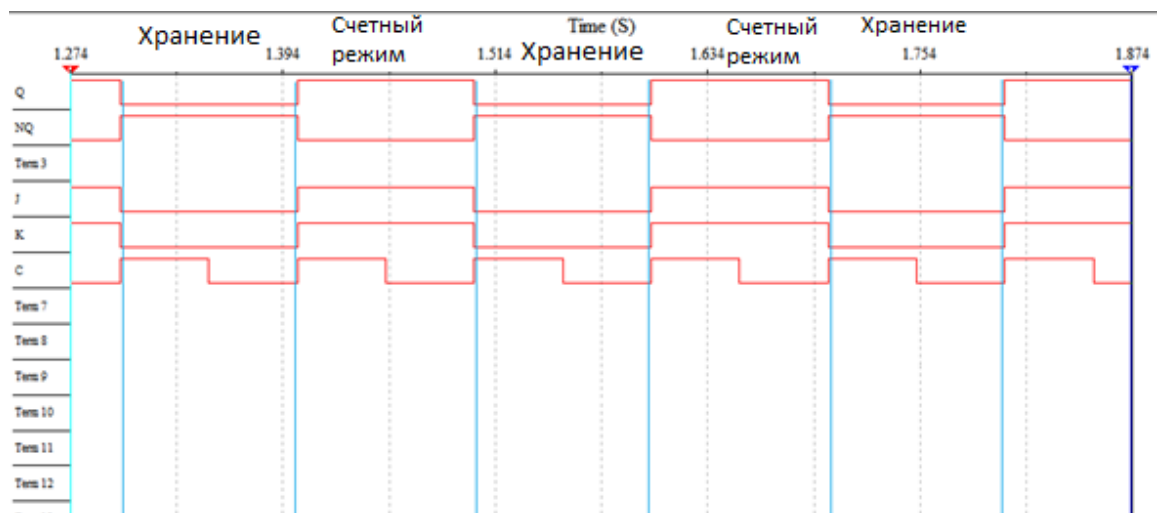 Хранение
Счетный режим
Time (S)
Хранение
Счетный режим
Хранение
1.274 1.394 1.514 1.634 1.754 1.874
Q
NQ
Term 3
J
K
C
Term 7
Term 8
Term 9
Term 10
Term 11
Term 12